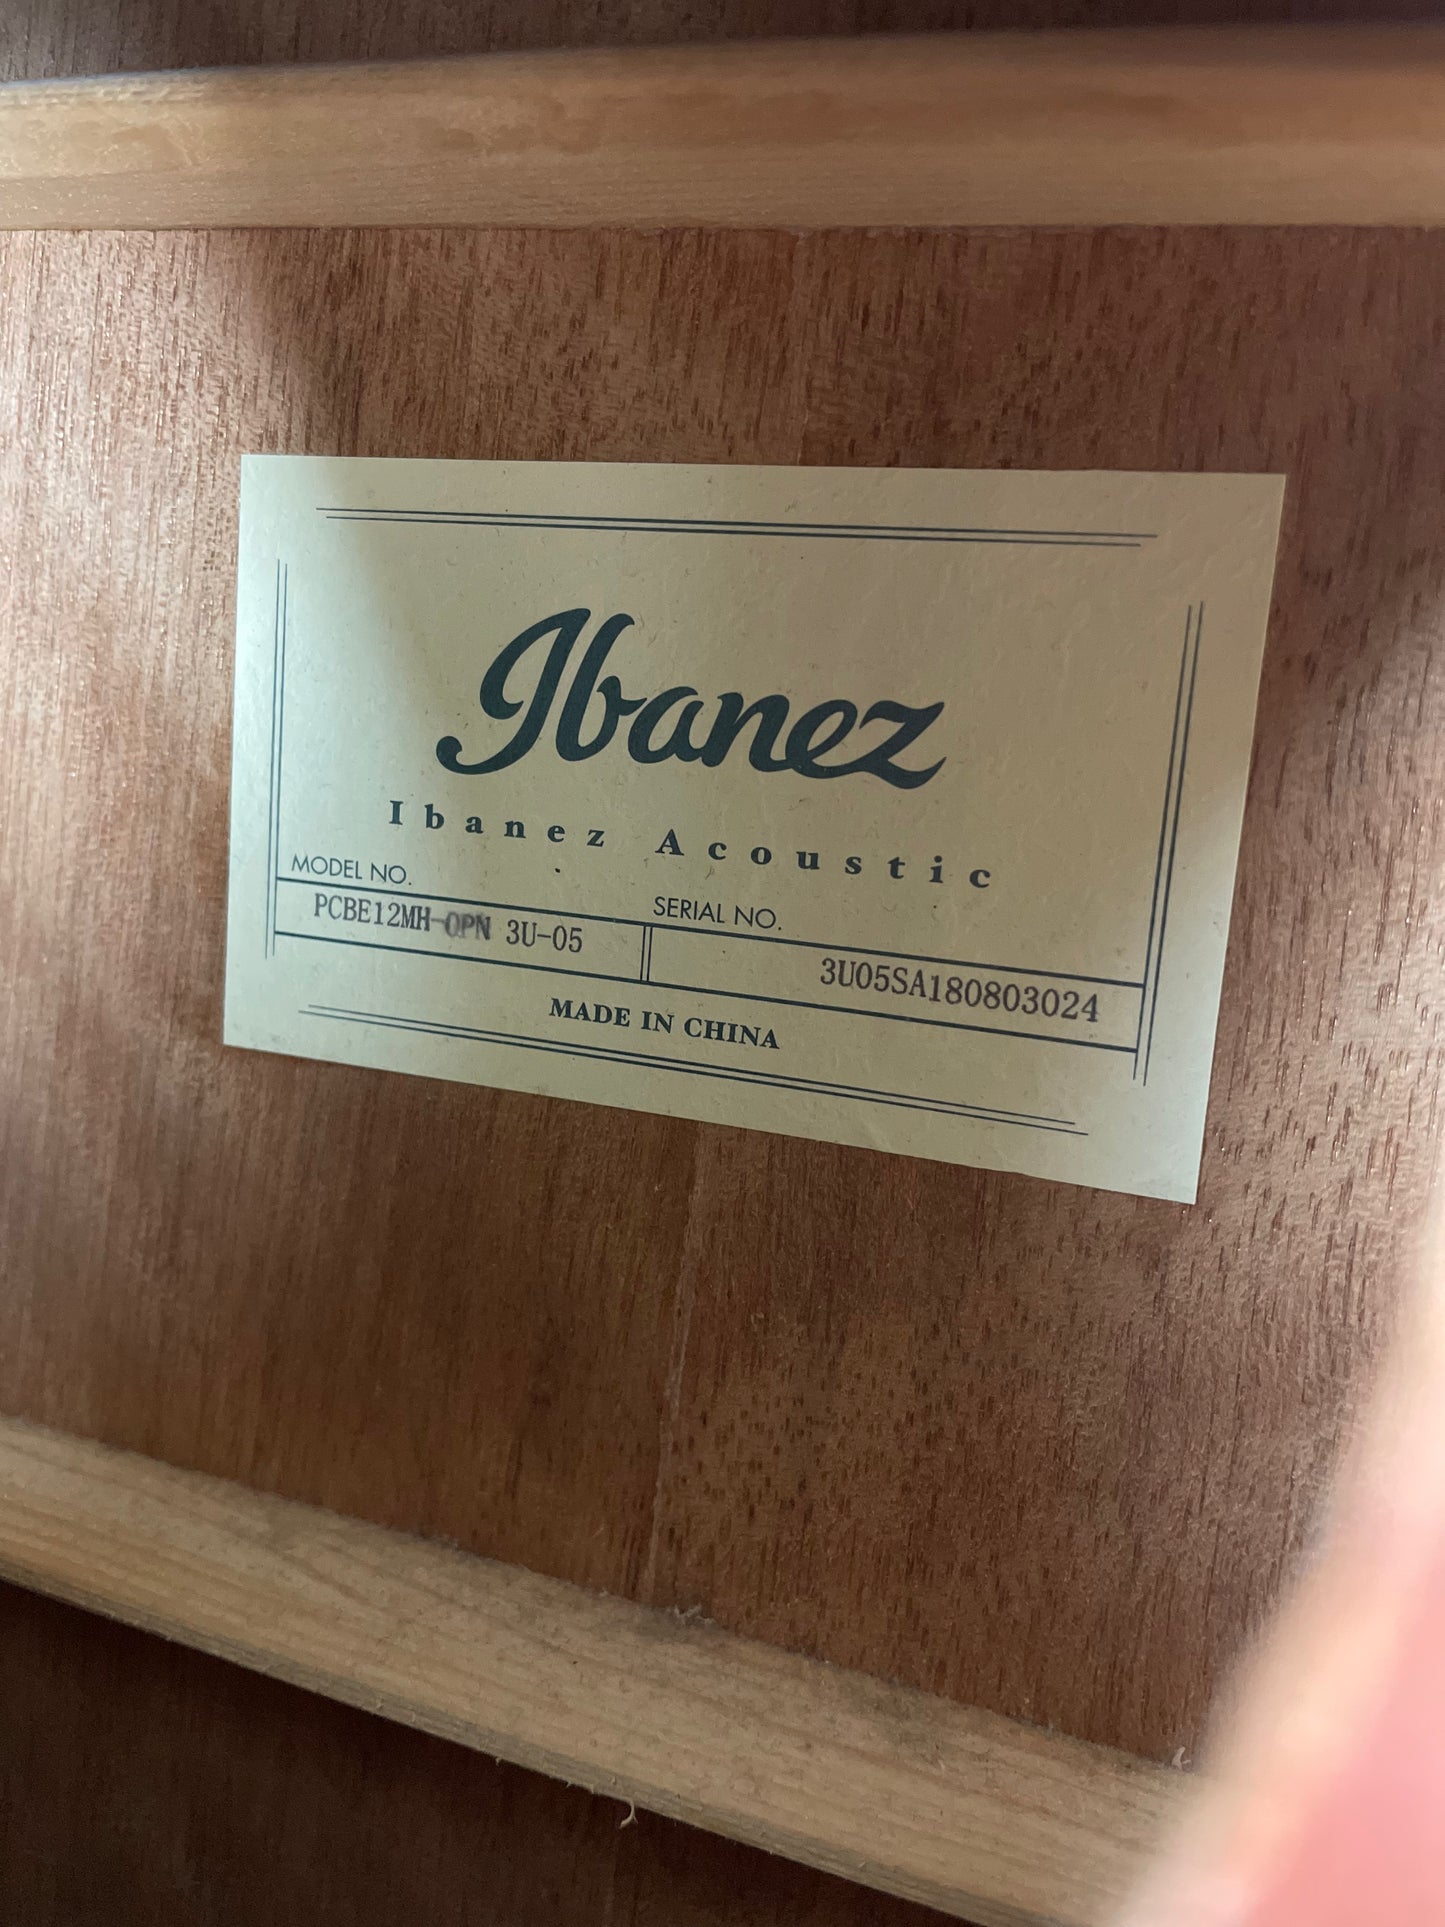 Ibanez
Ibanez Acoustic
MODEL NO.
SERIAL NO.
PCBE12MH-OPN 3U-05
3U05SA180803024
MADE IN CHINA